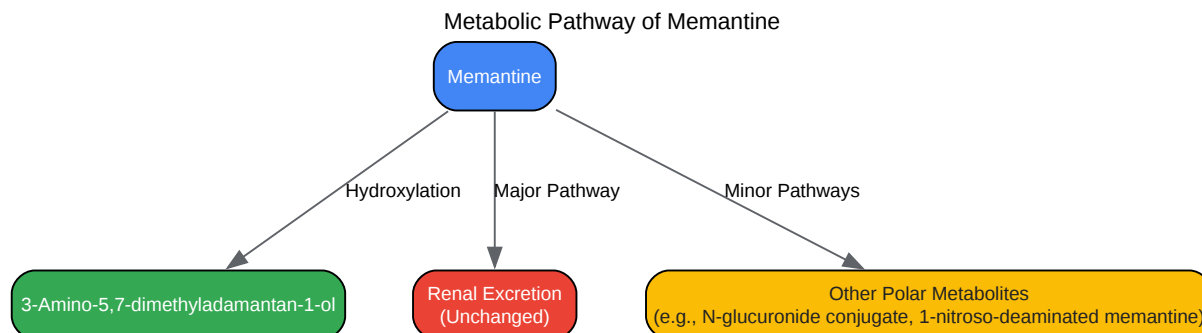 Metabolic Pathway of Memantine
Memantine
Hydroxylation
Major Pathway
Minor Pathways
3-Amino-5,7-dimethyladamantan-1-ol
Renal Excretion
(Unchanged)
Other Polar Metabolites
(e.g., N-glucuronide conjugate, 1-nitroso-deaminated memantine)